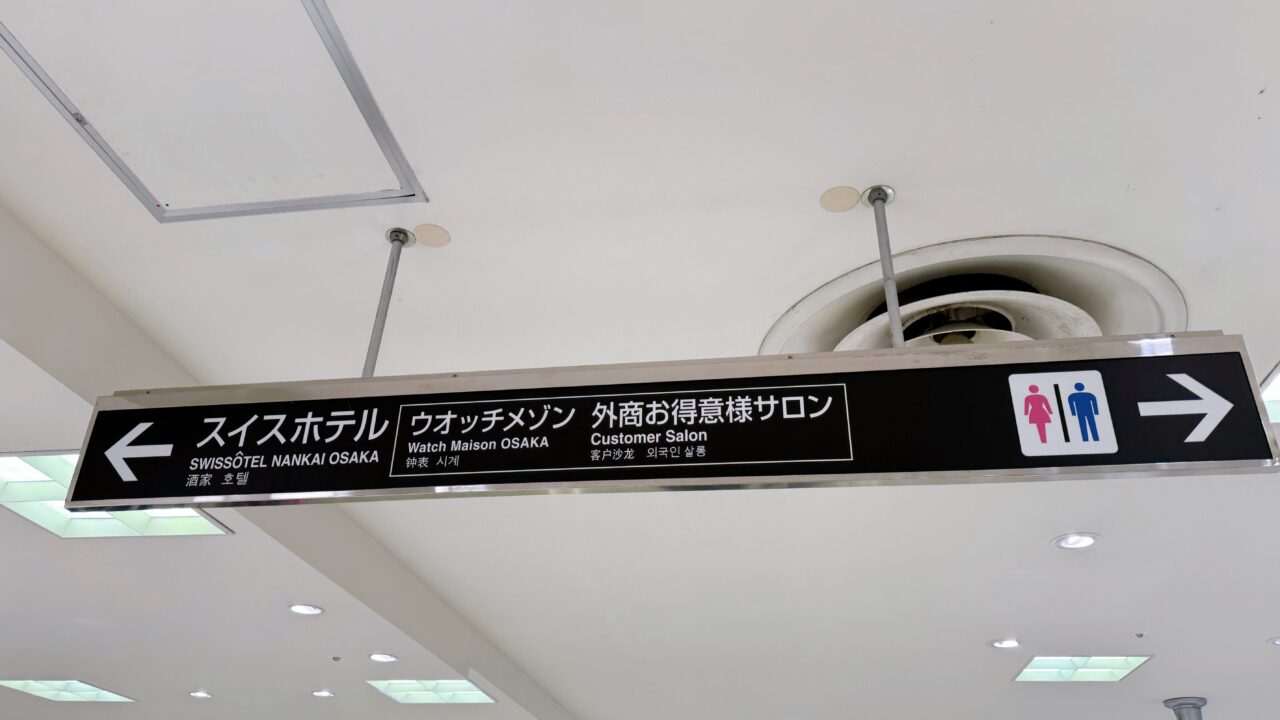 スイスホテル
SWISSÔTEL NANKAI OSAKA
酒家 호텔
ウオッチメゾン
Watch Maison OSAKA
钟表 시계
外商お得意様サロン
Customer Salon
客户沙龙 외국인 살롱